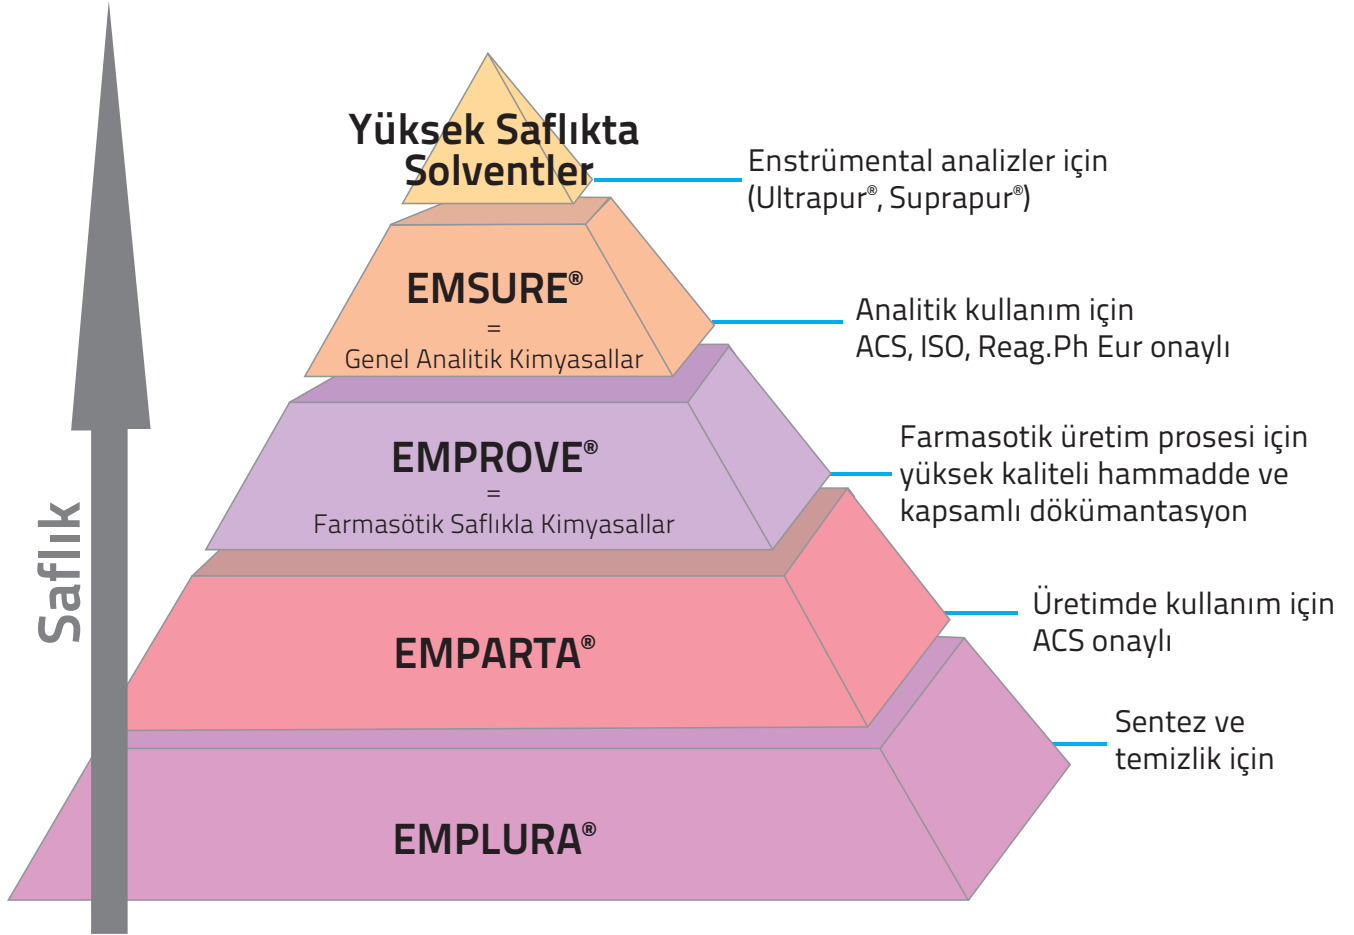 Saflık
Yüksek Saflıkta
Solventler
Enstrümental analizler için
(Ultrapur®, Suprapur®)
EMSURE®
=
Genel Analitik Kimyasallar
Analitik kullanım için
ACS, ISO, Reag.Ph Eur onaylı
EMPROVE®
=
Farmasötik Saflıkla Kimyasallar
Farmasotik üretim prosesi için
yüksek kaliteli hammadde ve
kapsamlı dökümantasyon
EMPARTA®
Üretimde kullanım için
ACS onaylı
EMPLURA®
Sentez ve
temizlik için